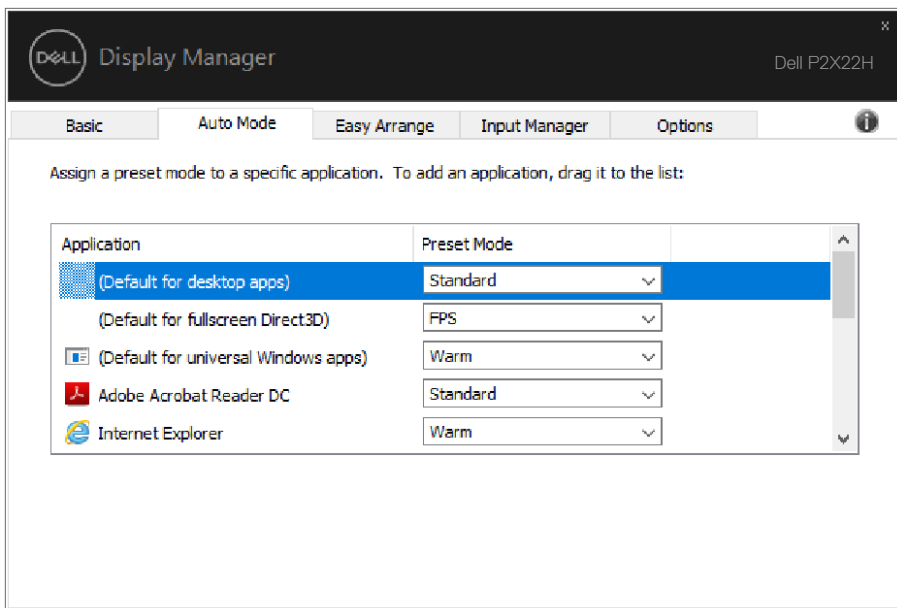 x
DELL Display Manager
Dell P2X22H
Basic Auto Mode Easy Arrange Input Manager Options
Assign a preset mode to a specific application. To add an application, drag it to the list:
Application Preset Mode
(Default for desktop apps) Standard
(Default for fullscreen Direct3D) FPS
(Default for universal Windows apps) Warm
Adobe Acrobat Reader DC Standard
Internet Explorer Warm